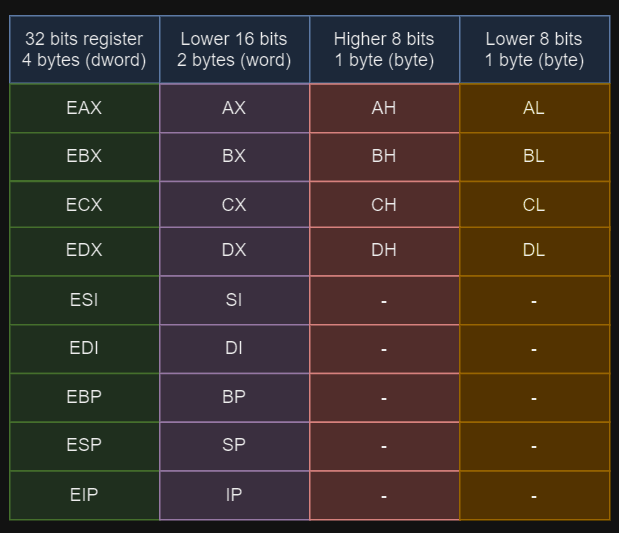 32 bits register Lower 16 bits Higher 8 bits Lower 8 bits
4 bytes (dword) 2 bytes (word) 1 byte (byte) 1 byte (byte)
EAX AX AH AL
EBX BX BH BL
ECX CX CH CL
EDX DX DH DL
ESI SI - -
EDI DI - -
EBP BP - -
ESP SP - -
EIP IP - -